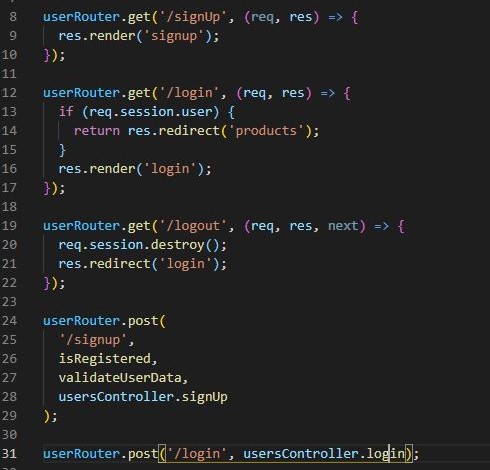 8 userRouter.get('/signUp', (req, res) => {
9   res.render('signup');
10 });
11
12 userRouter.get('/login', (req, res) => {
13   if (req.session.user) {
14     return res.redirect('products');
15   }
16   res.render('login');
17 });
18
19 userRouter.get('/logout', (req, res, next) => {
20   req.session.destroy();
21   res.redirect('login');
22 });
23
24 userRouter.post(
25   '/signup',
26   isRegistered,
27   validateUserData,
28   usersController.signUp
29 );
30
31 userRouter.post('/login', usersController.login);